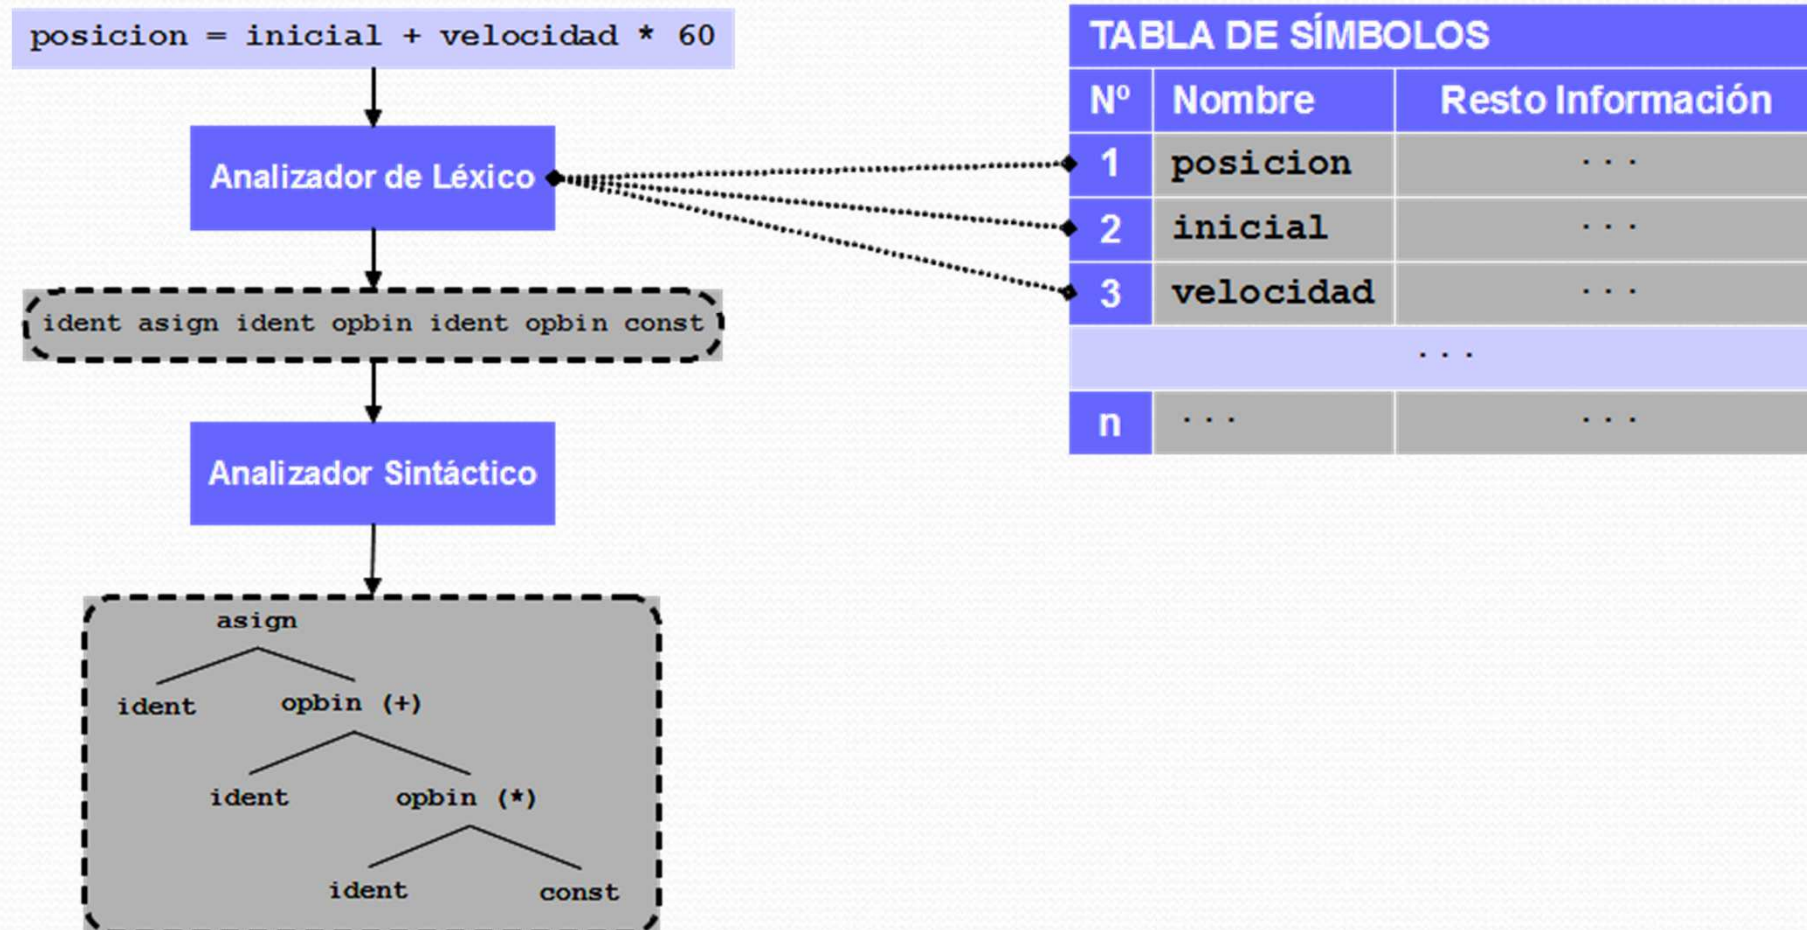 posicion = inicial + velocidad * 60
Analizador de Léxico
ident asign ident opbin ident opbin const
Analizador Sintáctico
asign
ident opbin (+)
ident opbin (*)
ident const
TABLA DE SÍMBOLOS
Nº Nombre Resto Información
1 posicion ...
2 inicial ...
3 velocidad ...
...
n ... ...